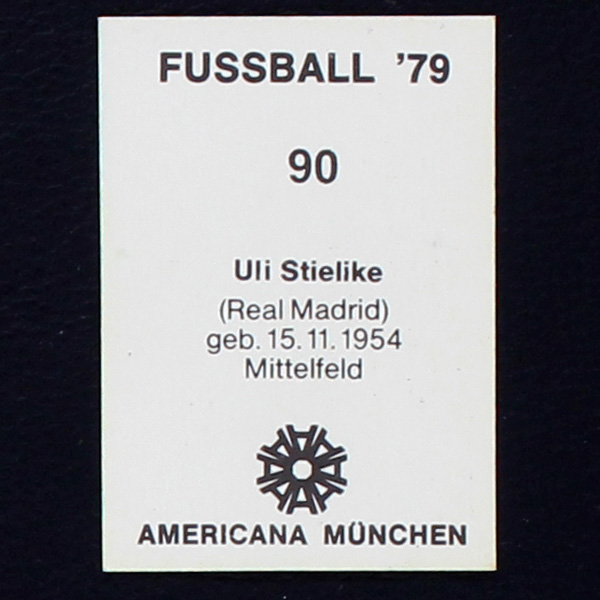 FUSSBALL ’79
90
Uli Stielike
(Real Madrid)
geb. 15.11.1954
Mittelfeld
AMERICANA MÜNCHEN